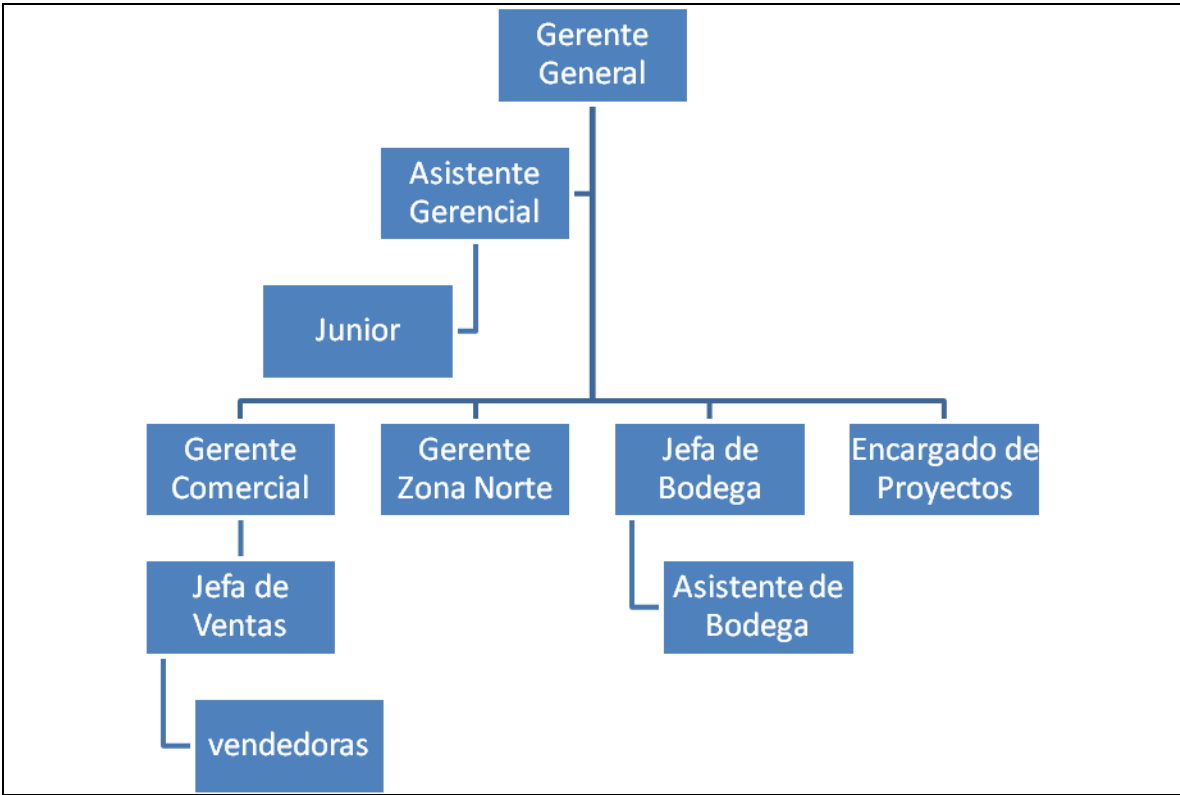 Gerente
General
Asistente
Gerencial
Junior
Gerente
Comercial
Gerente
Zona Norte
Jefa de
Bodega
Encargado de
Proyectos
Jefa de
Ventas
Asistente de
Bodega
vendedoras